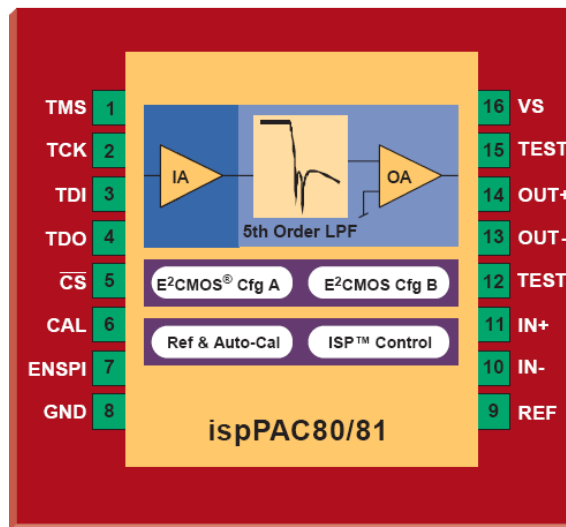 TMS 1
TCK 2
TDI 3
TDO 4
CS 5
CAL 6
ENSPI 7
GND 8
16 VS
15 TEST
14 OUT+
13 OUT-
12 TEST
11 IN+
10 IN-
9 REF
IA
OA
5th Order LPF
E²CMOS® Cfg A
E²CMOS Cfg B
Ref & Auto-Cal
ISP™ Control
ispPAC80/81